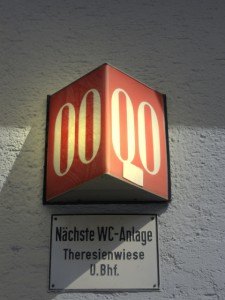 00 00
Nächste WC-Anlage
Theresienwiese
U.Bhf.